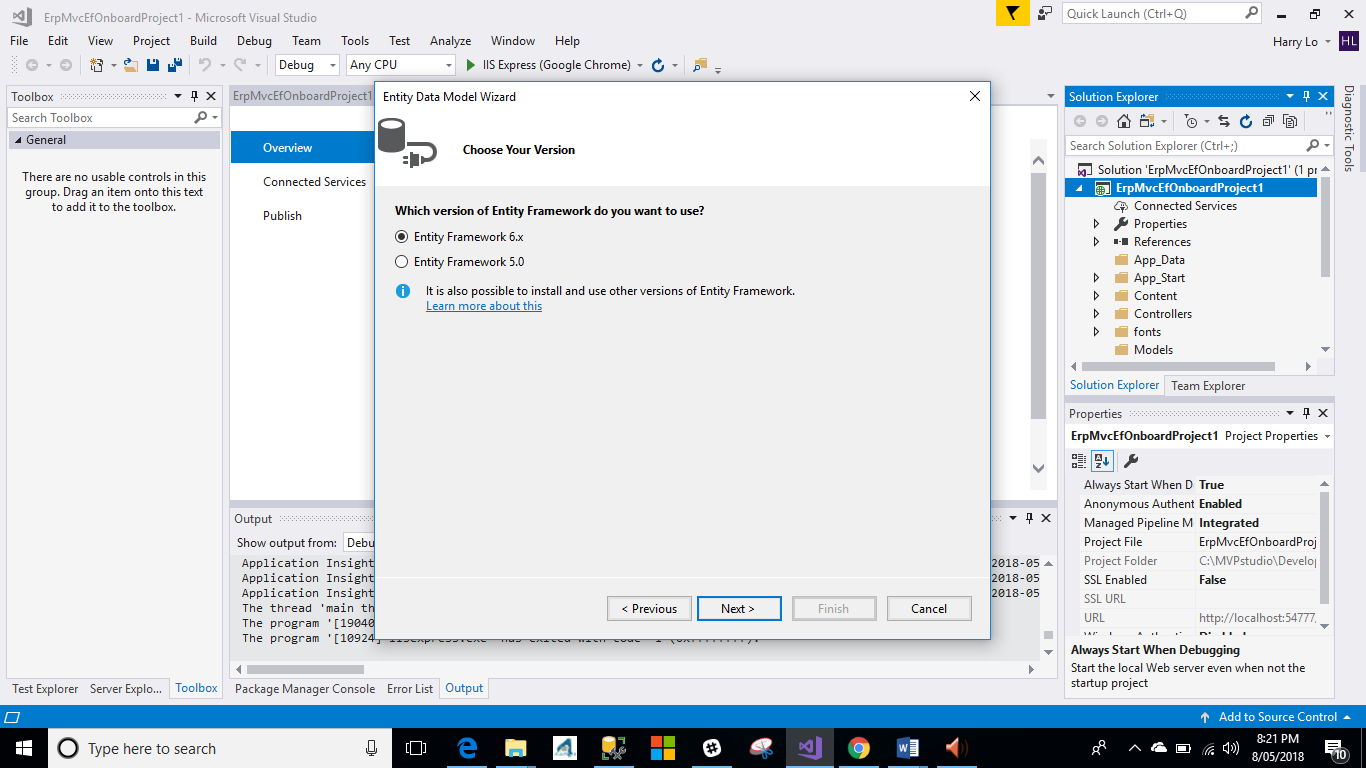 ErpMvcEfOnboardProject1 - Microsoft Visual Studio
Quick Launch (Ctrl+Q)
File Edit View Project Build Debug Team Tools Test Analyze Window Help
Harry Lo HL
Debug Any CPU IIS Express (Google Chrome)
Toolbox
Search Toolbox
General
There are no usable controls in this
group. Drag an item onto this text
to add it to the toolbox.
ErpMvcEfOnboardProject1
Overview
Connected Services
Publish
Entity Data Model Wizard
Choose Your Version
Which version of Entity Framework do you want to use?
Entity Framework 6.x
Entity Framework 5.0
It is also possible to install and use other versions of Entity Framework.
Learn more about this
< Previous Next > Finish Cancel
Output
Show output from: Debu
Application Insight 2018-05
Application Insight 2018-05
Application Insight 2018-05
The thread 'main th
The program '[19040
The program '[10924]
Solution Explorer
Search Solution Explorer (Ctrl+;)
Solution 'ErpMvcEfOnboardProject1' (1 pr
ErpMvcEfOnboardProject1
Connected Services
Properties
References
App_Data
App_Start
Content
Controllers
fonts
Models
Solution Explorer Team Explorer
Diagnostic Tools
Properties
ErpMvcEfOnboardProject1 Project Properties
Always Start When D True
Anonymous Authent Enabled
Managed Pipeline M Integrated
Project File ErpMvcEfOnboardProj
Project Folder C:\MVPstudio\Develo
SSL Enabled False
SSL URL
URL http://localhost:54777
Always Start When Debugging
Start the local Web server even when not the
startup project
Test Explorer Server Explo... Toolbox
Package Manager Console Error List Output
Add to Source Control
Type here to search
8:21 PM
8/05/2018
10